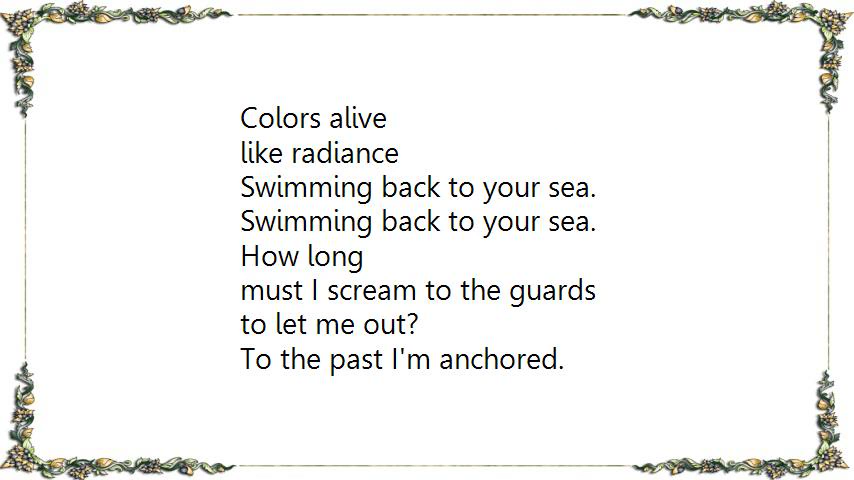 Colors alive
like radiance
Swimming back to your sea.
Swimming back to your sea.
How long
must I scream to the guards
to let me out?
To the past I'm anchored.